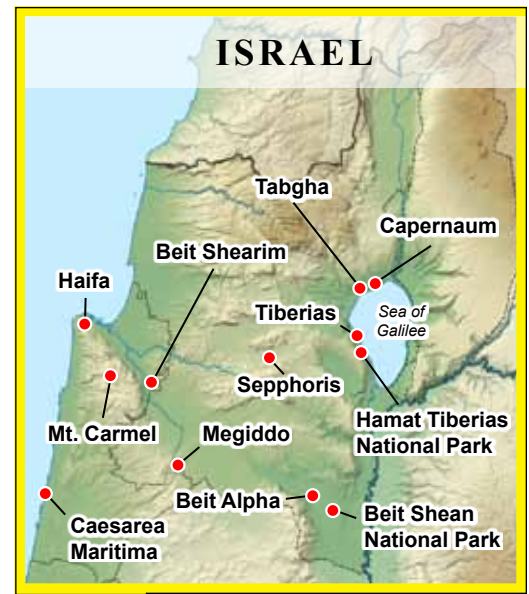 ISRAEL
Tabgha
Capernaum
Beit Shearim
Haifa
Tiberias
Sea of
Galilee
Sepphoris
Hamat Tiberias
National Park
Mt. Carmel
Megiddo
Beit Alpha
Beit Shean
National Park
Caesarea
Maritima